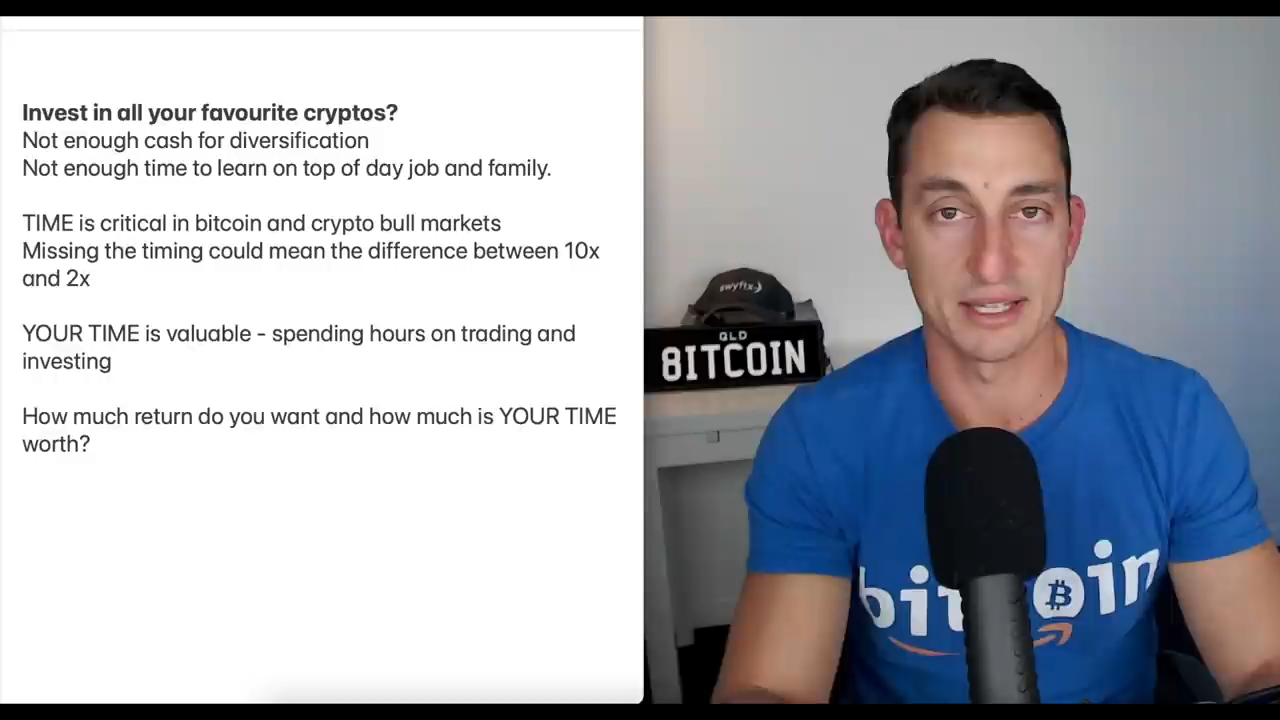 Invest in all your favourite cryptos?
Not enough cash for diversification
Not enough time to learn on top of day job and family.
TIME is critical in bitcoin and crypto bull markets
Missing the timing could mean the difference between 10x
and 2x
YOUR TIME is valuable - spending hours on trading and
investing
How much return do you want and how much is YOUR TIME
worth?
swyftx
QLD
8ITCOIN